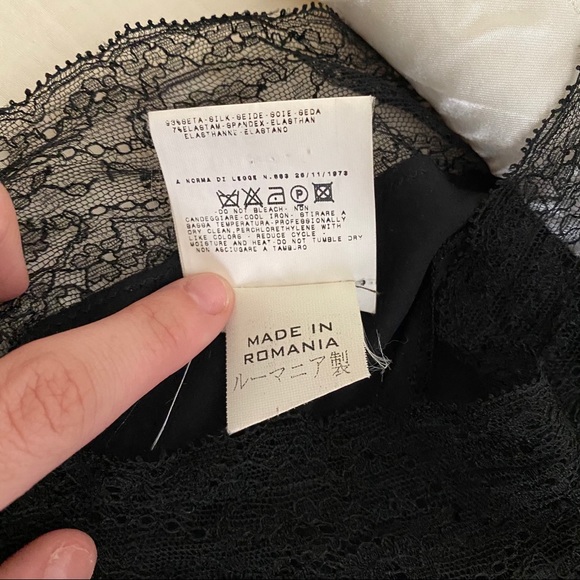 93%SETA-SILK-SEIDE-SOIE-SEDA
7%ELASTAM-SPANDEX-ELASTHAN
ELASTHANNE-ELASTANO
A NORMA DI LEGGE N.883 26/11/1973
P
-DO NOT BLEACH- NON
CANDEGGIARE-COOL IRON- STIRARE A
BASSA TEMPERATURA-PROFESSIONALLY
DRY CLEAN,PERCHLORETHYLENE WITH
LIKE COLORS - REDUCE CYCLE -
MOISTURE AND HEAT-DO NOT TUMBLE DRY
NON ASCIUGARE A TAMB.RO
MADE IN
ROMANIA
ルーマニア製